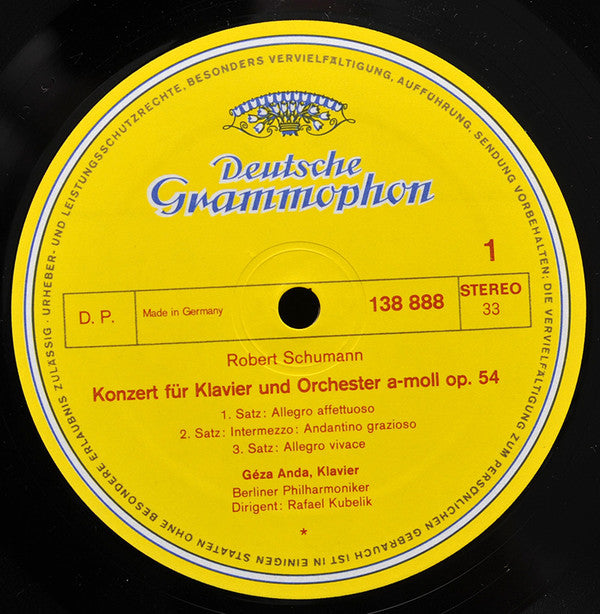 URHEBER- UND LEISTUNGSSCHUTZRECHTE, BESONDERS VERVIELFÄLTIGUNG, AUFFÜHRUNG, SENDUNG VORBEHALTEN: DIE VERVIELFÄLTIGUNG ZUM PERSÖNLICHEN GEBRAUCH IST IN EINIGEN STAATEN OHNE BESONDERE ERLAUBNIS ZULÄSSIG ·
Deutsche
Grammophon
1
D. P.
Made in Germany
138 888
STEREO
33
Robert Schumann
Konzert für Klavier und Orchester a-moll op. 54
1. Satz: Allegro affettuoso
2. Satz: Intermezzo: Andantino grazioso
3. Satz: Allegro vivace
Géza Anda, Klavier
Berliner Philharmoniker
Dirigent: Rafael Kubelik
*